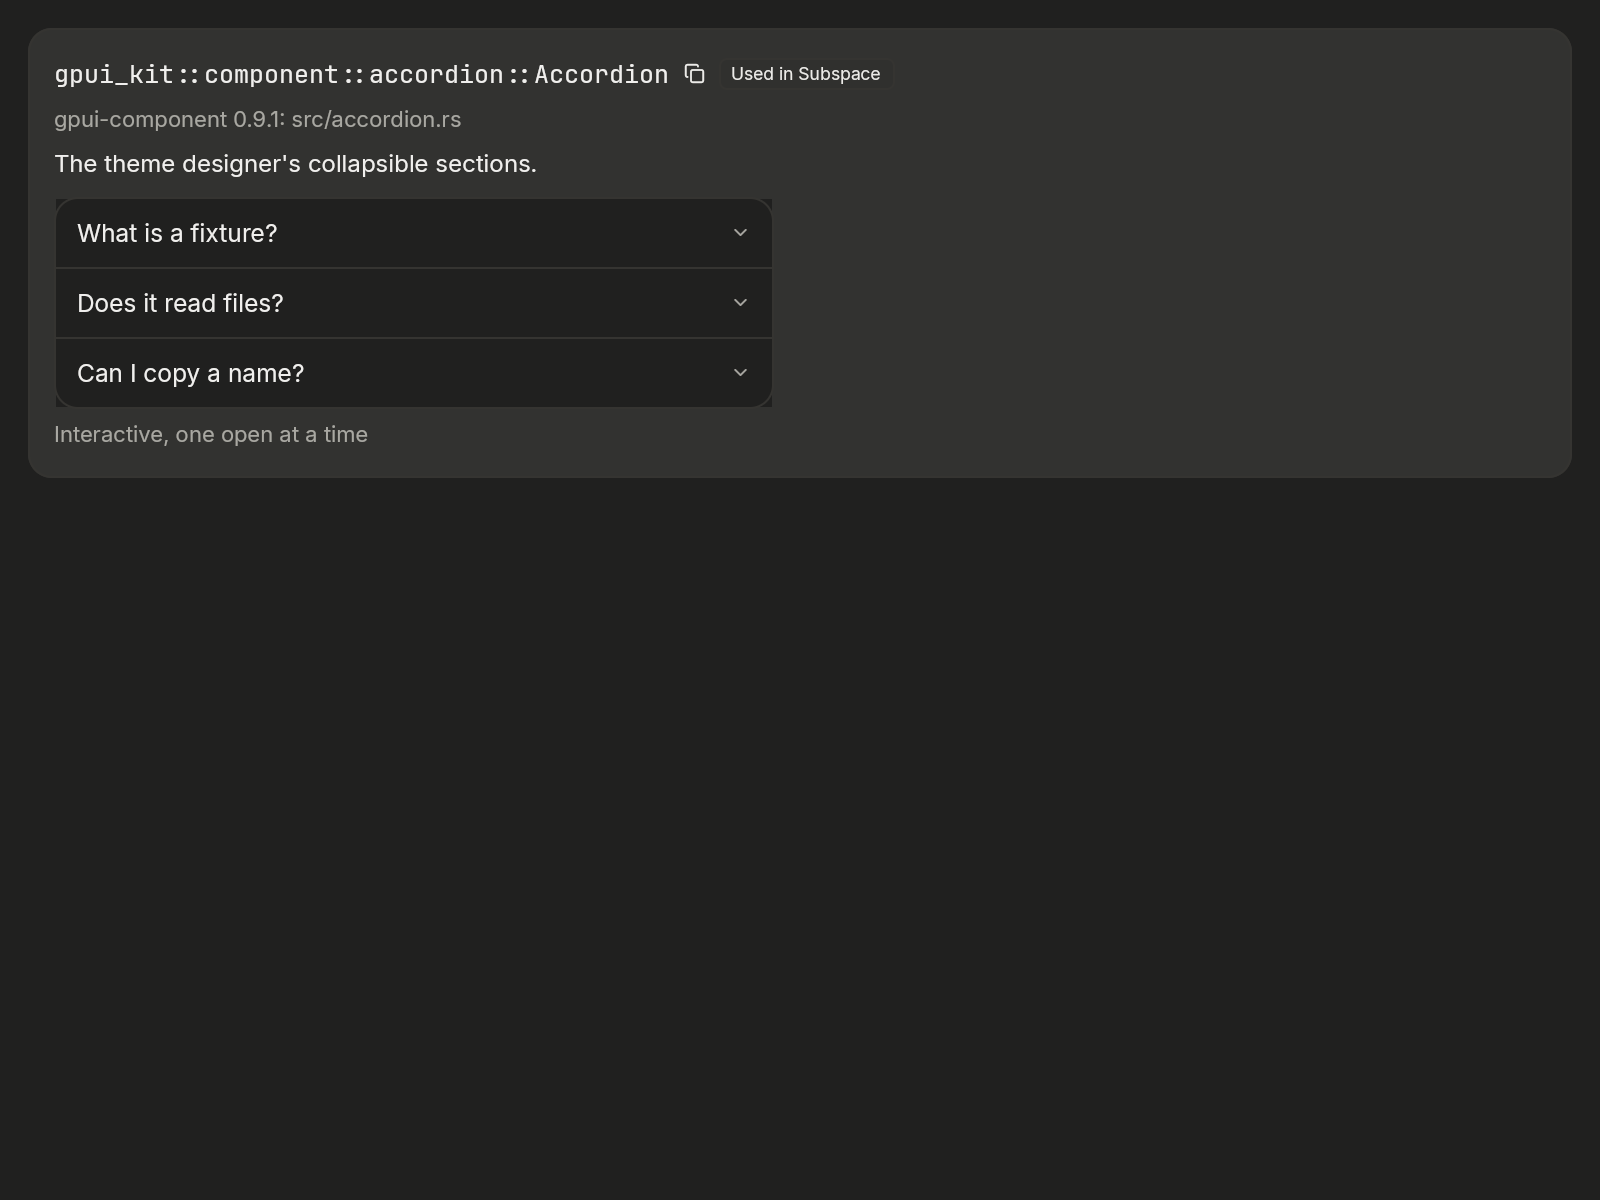 gpui_kit::component::accordion::Accordion Used in Subspace
gpui-component 0.9.1: src/accordion.rs
The theme designer's collapsible sections.
What is a fixture?
Does it read files?
Can I copy a name?
Interactive, one open at a time